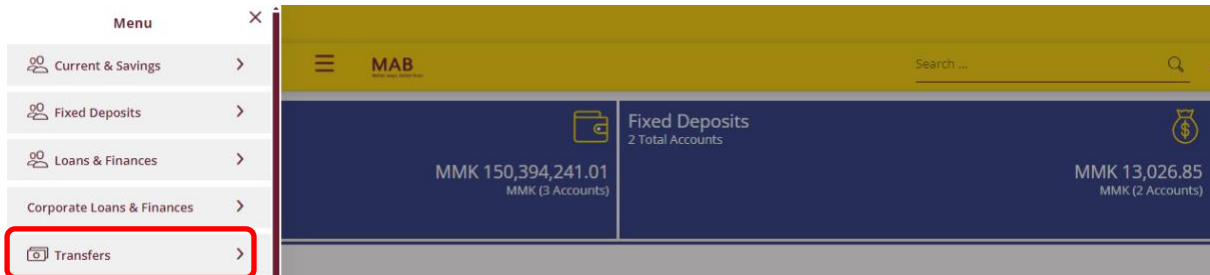 Menu
Current & Savings
Fixed Deposits
Loans & Finances
Corporate Loans & Finances
Transfers
MAB
Search ...
MMK 150,394,241.01
MMK (3 Accounts)
Fixed Deposits
2 Total Accounts
MMK 13,026.85
MMK (2 Accounts)